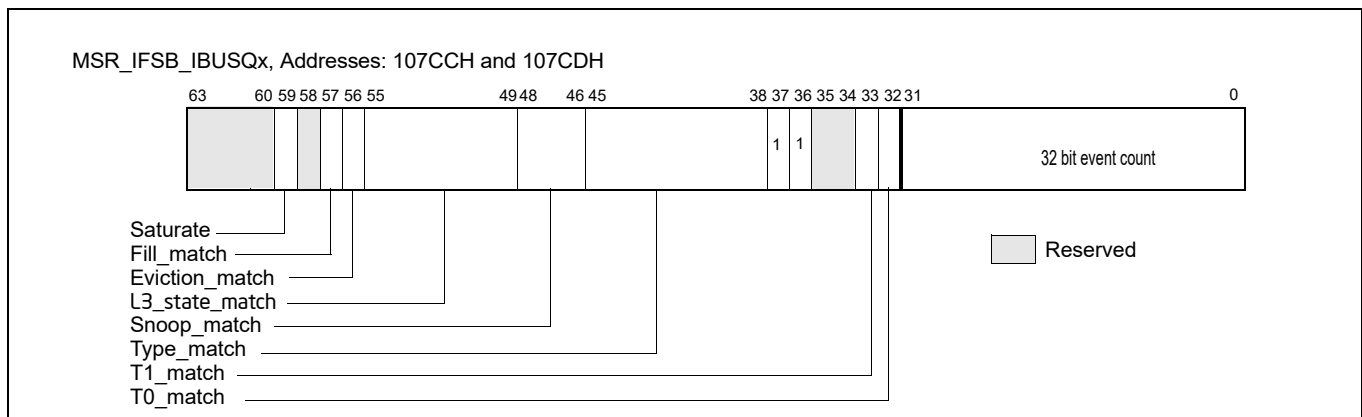 MSR_IFSB_IBUSQx, Addresses: 107CCH and 107CDH
63 60 59 58 57 56 55 49 48 46 45 38 37 36 35 34 33 32 31 0
1 1 32 bit event count
Saturate
Fill_match
Eviction_match
L3_state_match
Snoop_match
Type_match
T1_match
T0_match
Reserved